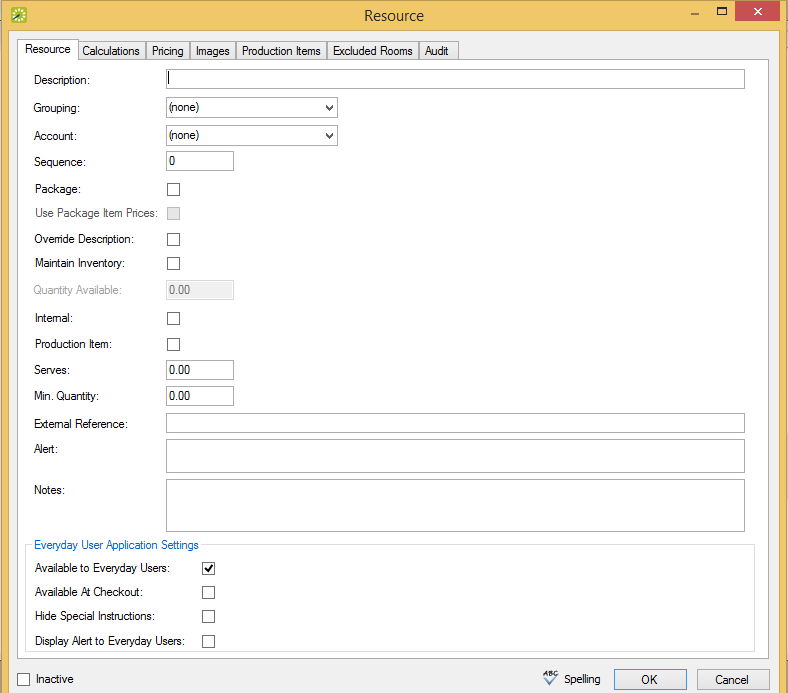 Resource
Resource Calculations Pricing Images Production Items Excluded Rooms Audit
Description:
Grouping: (none)
Account: (none)
Sequence: 0
Package:
Use Package Item Prices:
Override Description:
Maintain Inventory:
Quantity Available: 0.00
Internal:
Production Item:
Serves: 0.00
Min. Quantity: 0.00
External Reference:
Alert:
Notes:
Everyday User Application Settings
Available to Everyday Users:
Available At Checkout:
Hide Special Instructions:
Display Alert to Everyday Users:
Inactive ABC Spelling OK Cancel